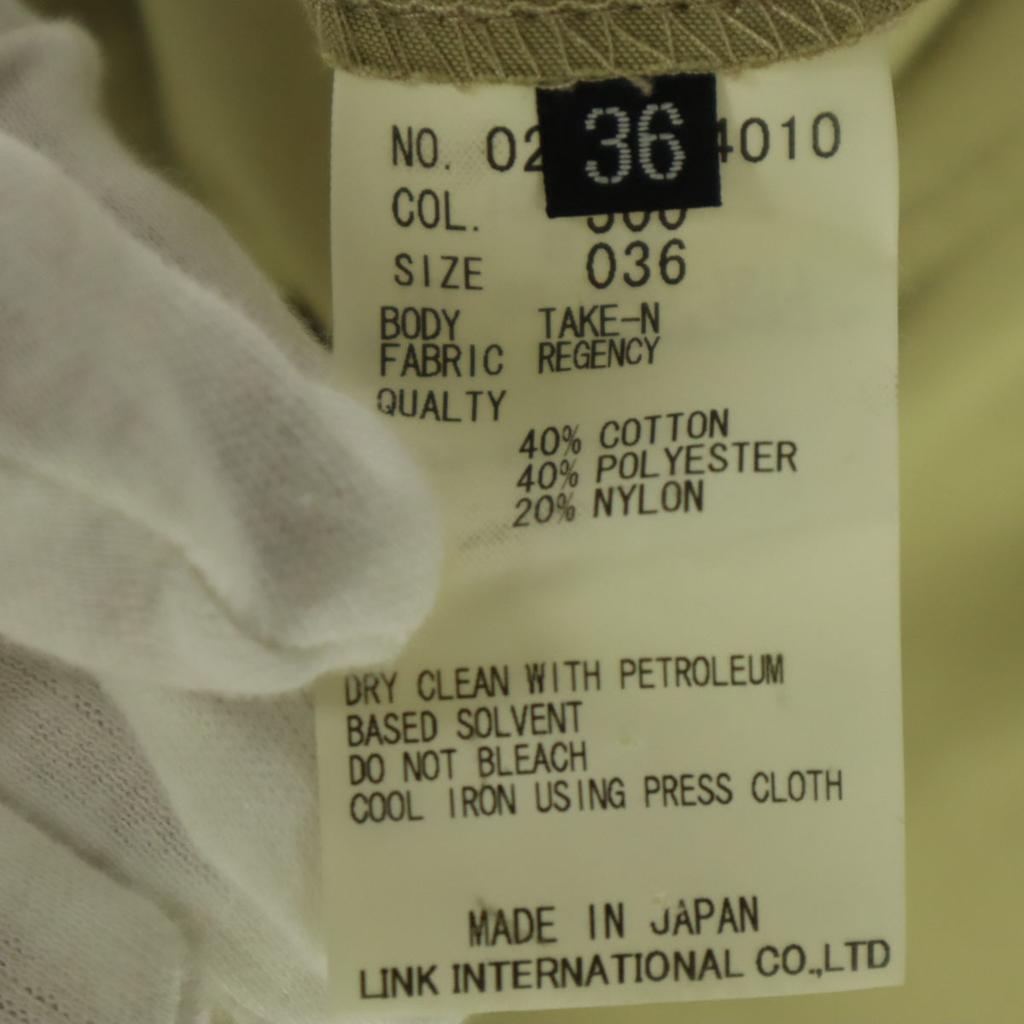 36
NO. 02 4010
COL.
SIZE 036
BODY TAKE-N
FABRIC REGENCY
QUALTY
40% COTTON
40% POLYESTER
20% NYLON
DRY CLEAN WITH PETROLEUM
BASED SOLVENT
DO NOT BLEACH
COOL IRON USING PRESS CLOTH
MADE IN JAPAN
LINK INTERNATIONAL CO.,LTD